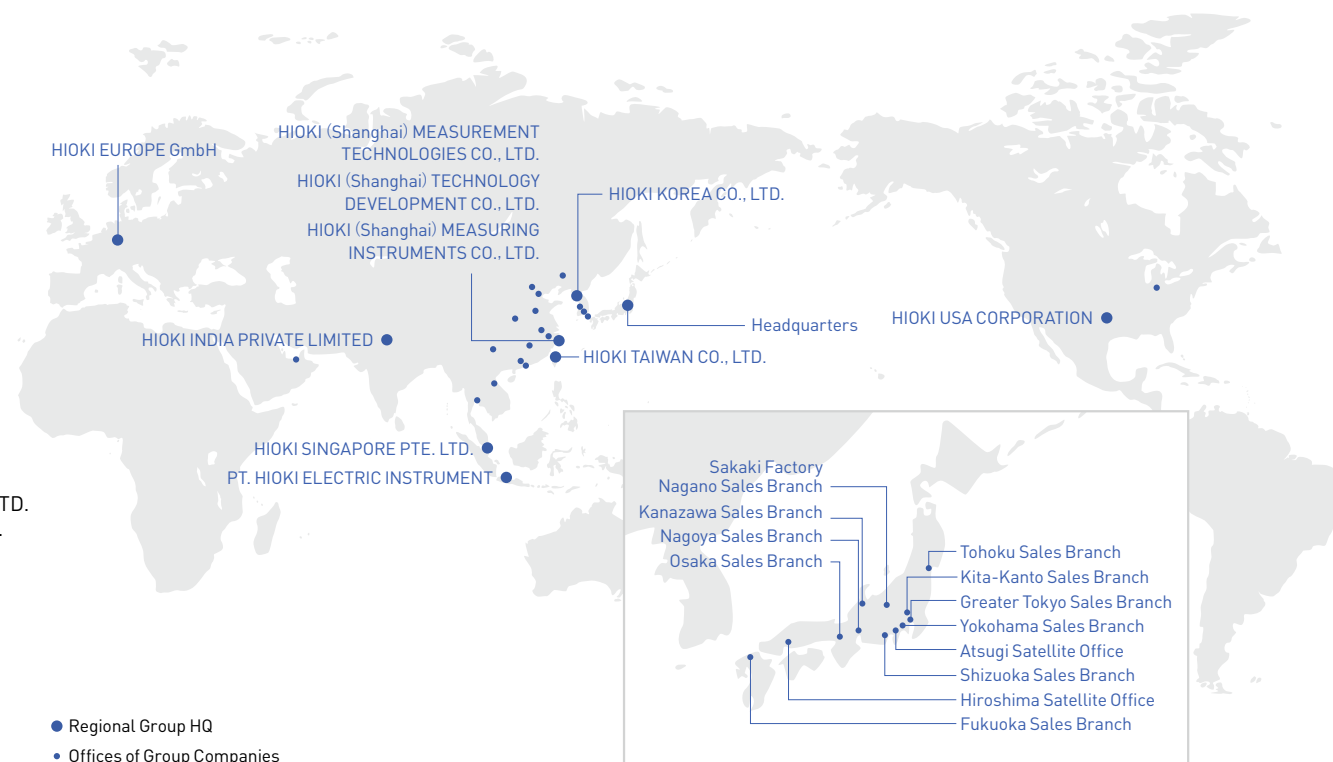 HIOKI EUROPE GmbH
HIOKI (Shanghai) MEASUREMENT
TECHNOLOGIES CO., LTD.
HIOKI (Shanghai) TECHNOLOGY
DEVELOPMENT CO., LTD.
HIOKI (Shanghai) MEASURING
INSTRUMENTS CO., LTD.
HIOKI KOREA CO., LTD.
Headquarters
HIOKI USA CORPORATION
HIOKI INDIA PRIVATE LIMITED
HIOKI TAIWAN CO., LTD.
HIOKI SINGAPORE PTE. LTD.
PT. HIOKI ELECTRIC INSTRUMENT
TD.
.
Sakaki Factory
Nagano Sales Branch
Kanazawa Sales Branch
Nagoya Sales Branch
Osaka Sales Branch
Tohoku Sales Branch
Kita-Kanto Sales Branch
Greater Tokyo Sales Branch
Yokohama Sales Branch
Atsugi Satellite Office
Shizuoka Sales Branch
Hiroshima Satellite Office
Fukuoka Sales Branch
Regional Group HQ
Offices of Group Companies